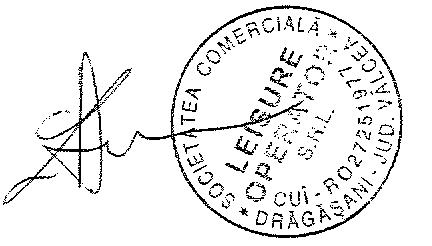 SOCIETATEA COMERCIALĂ *
LEISURE
OPERATOR
S.R.L.
CUI - RO27251977
* DRĂGĂŞANI - JUD. VÂLCEA